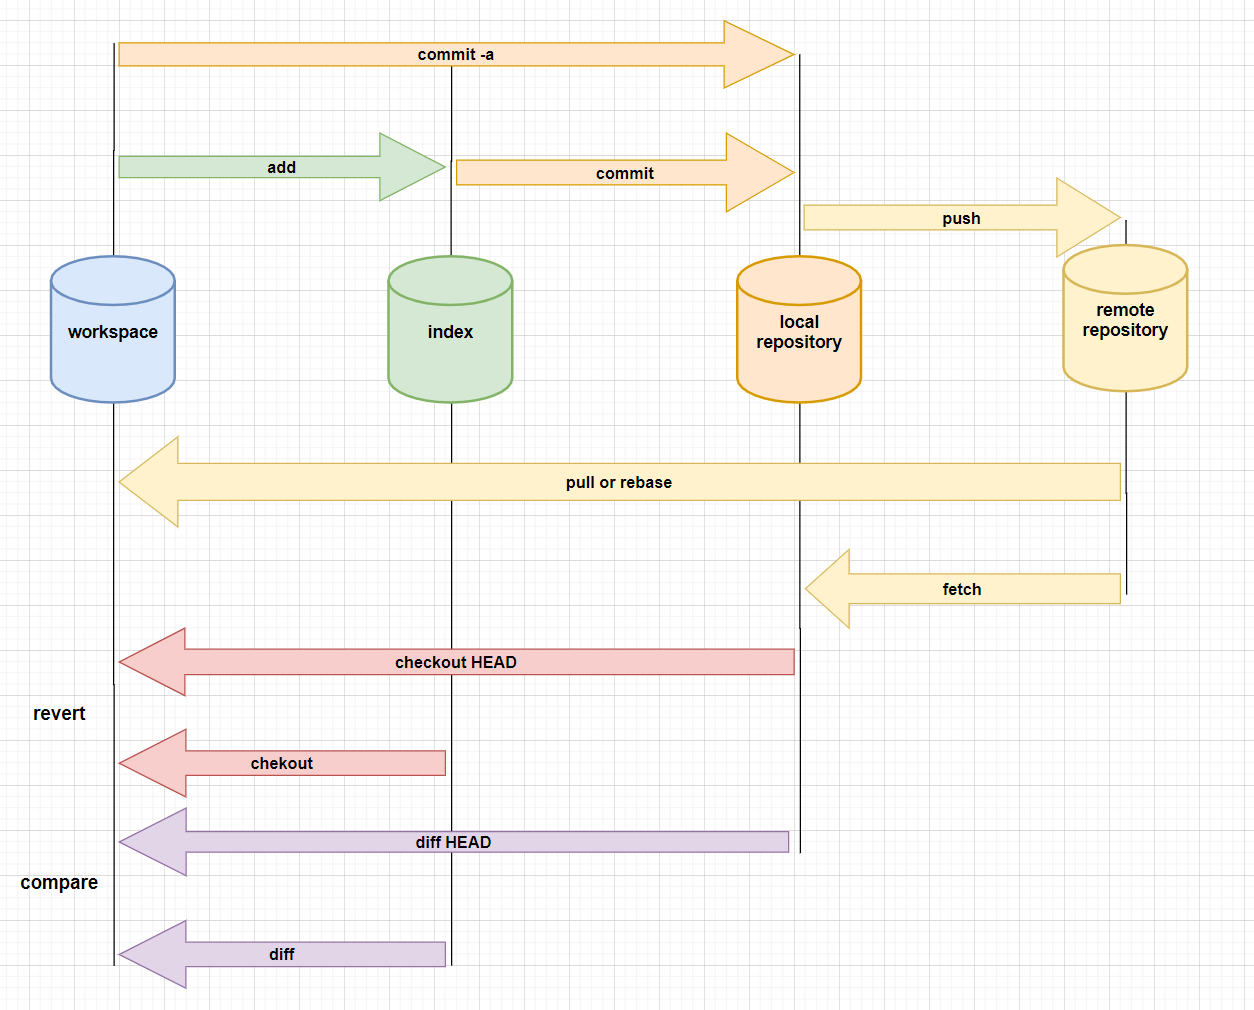 commit -a
add
commit
push
workspace
index
local
repository
remote
repository
pull or rebase
fetch
checkout HEAD
revert
chekout
diff HEAD
compare
diff